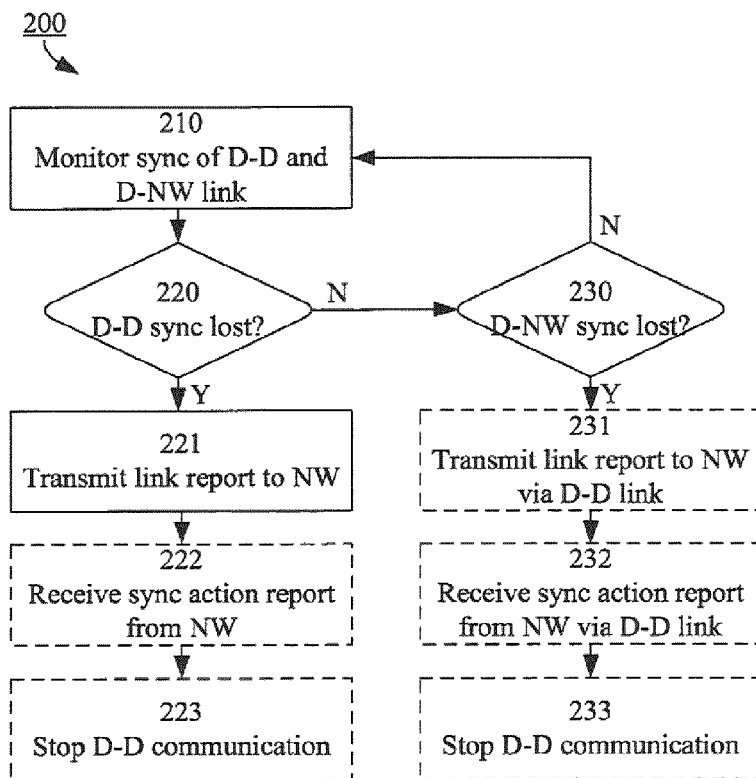 200
210
Monitor sync of D-D and
D-NW link
N
220
D-D sync lost?
N
230
D-NW sync lost?
Y
Y
221
Transmit link report to NW
231
Transmit link report to NW
via D-D link
222
Receive sync action report
from NW
232
Receive sync action report
from NW via D-D link
223
Stop D-D communication
233
Stop D-D communication